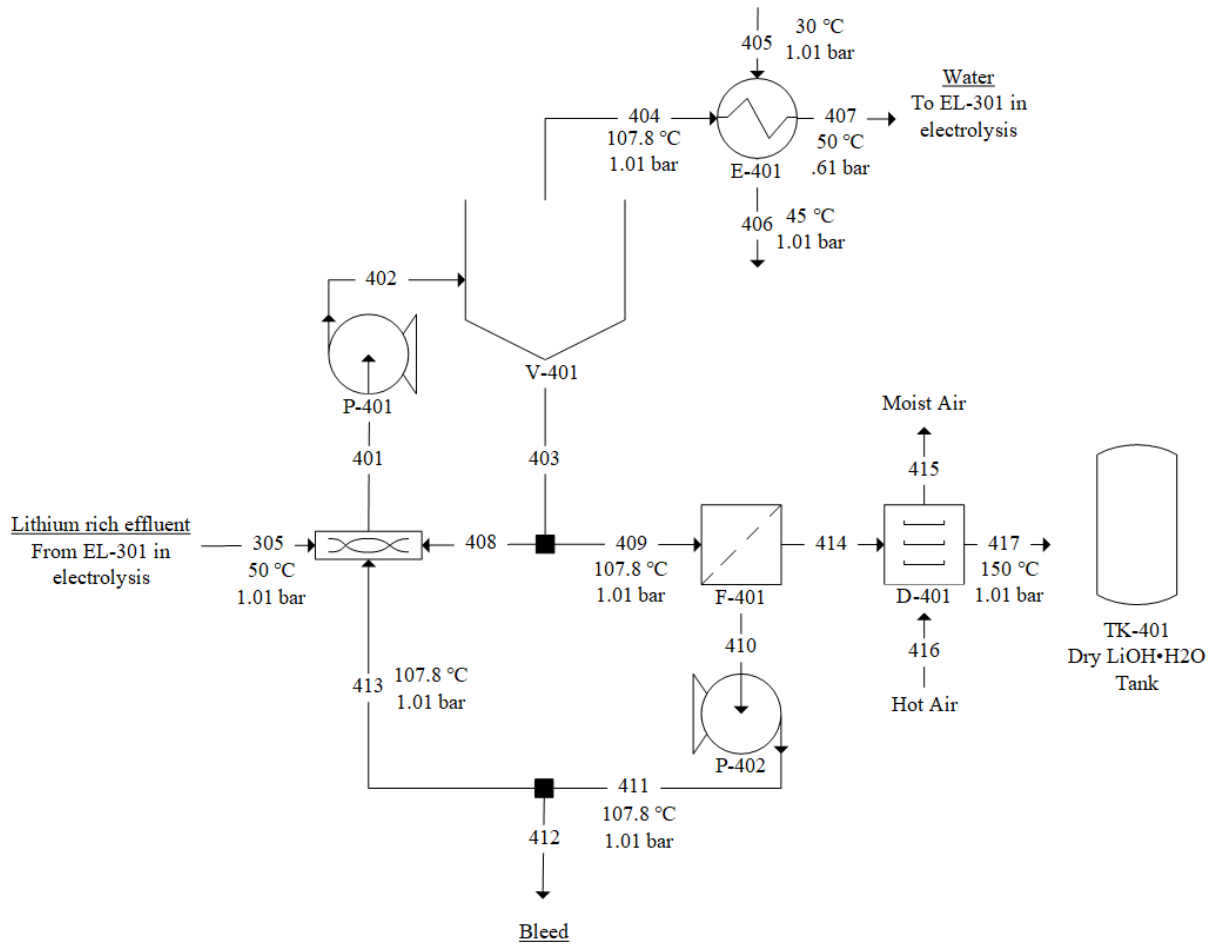 405
30 °C
1.01 bar
Water
To EL-301 in
electrolysis
404
107.8 °C
1.01 bar
407
50 °C
.61 bar
E-401
406
45 °C
1.01 bar
402
V-401
P-401
401
403
Moist Air
415
Lithium rich effluent
From EL-301 in
electrolysis
305
50 °C
1.01 bar
408
409
107.8 °C
1.01 bar
F-401
414
D-401
417
150 °C
1.01 bar
TK-401
Dry LiOH•H2O
Tank
410
416
Hot Air
413
107.8 °C
1.01 bar
P-402
411
107.8 °C
1.01 bar
412
Bleed